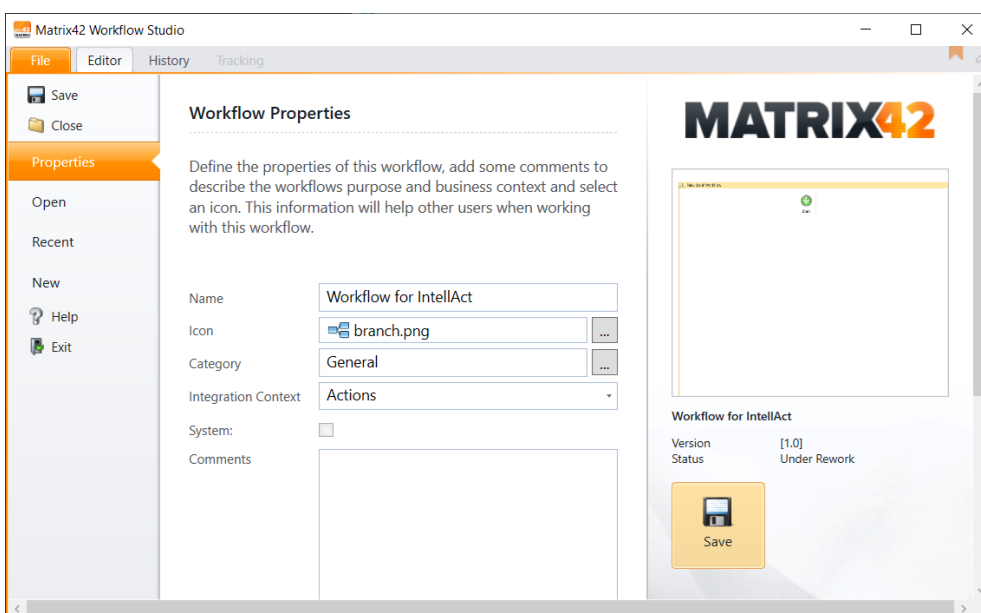 Matrix42 Workflow Studio
File Editor History Tracking
Save
Close
Properties
Open
Recent
New
Help
Exit
Workflow Properties
Define the properties of this workflow, add some comments to
describe the workflows purpose and business context and select
an icon. This information will help other users when working
with this workflow.
Name Workflow for IntellAct
Icon branch.png ...
Category General ...
Integration Context Actions
System:
Comments
MATRIX42
Start
Workflow for IntellAct
Version [1.0]
Status Under Rework
Save